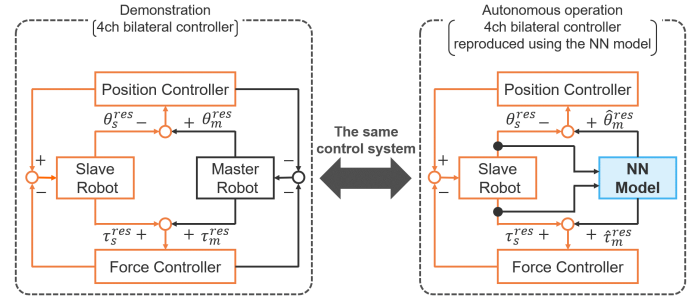 Demonstration
4ch bilateral controller
Position Controller
θ_s^{res} − + θ_m^{res}
+
−
Slave
Robot
Master
Robot
−
−
τ_s^{res} + + τ_m^{res}
Force Controller
The same
control system
Autonomous operation
4ch bilateral controller
reproduced using the NN model
Position Controller
θ_s^{res} − + θ̂_m^{res}
+
−
Slave
Robot
NN
Model
τ_s^{res} + + τ̂_m^{res}
Force Controller